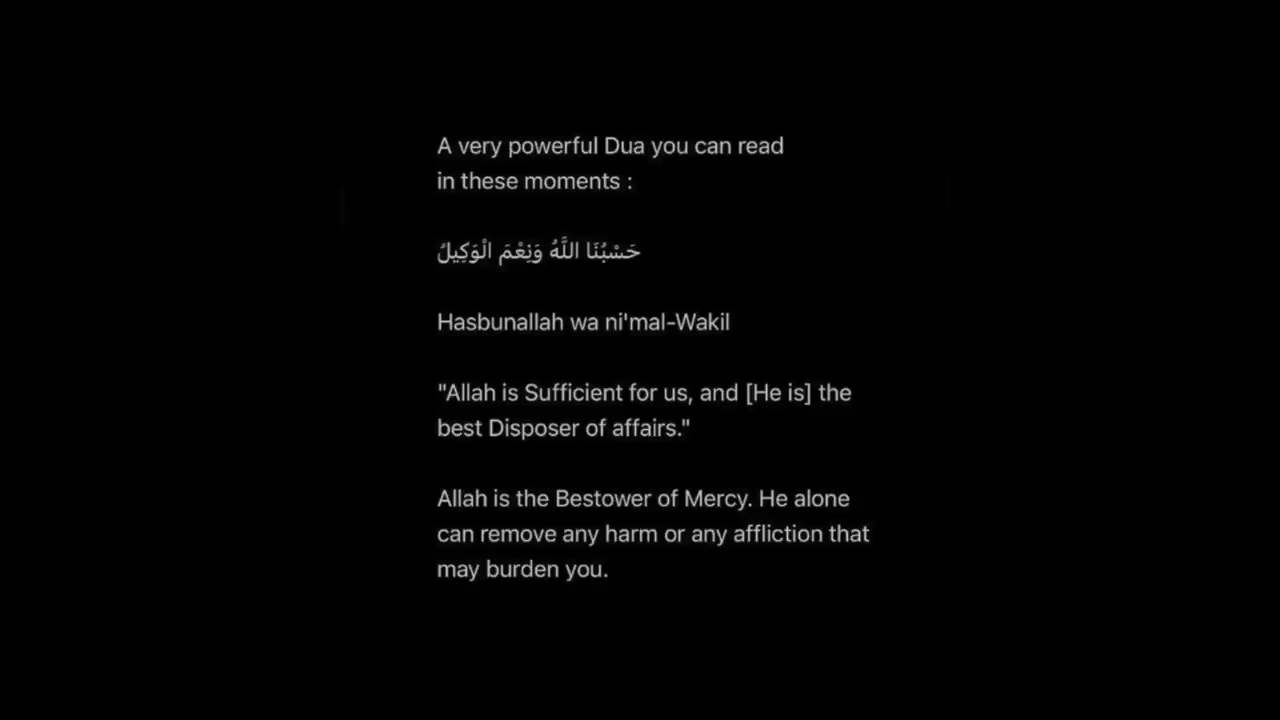 A very powerful Dua you can read
in these moments :
حَسْبُنَا اللَّهُ وَنِعْمَ الْوَكِيلُ
Hasbunallah wa ni'mal-Wakil
"Allah is Sufficient for us, and [He is] the
best Disposer of affairs."
Allah is the Bestower of Mercy. He alone
can remove any harm or any affliction that
may burden you.